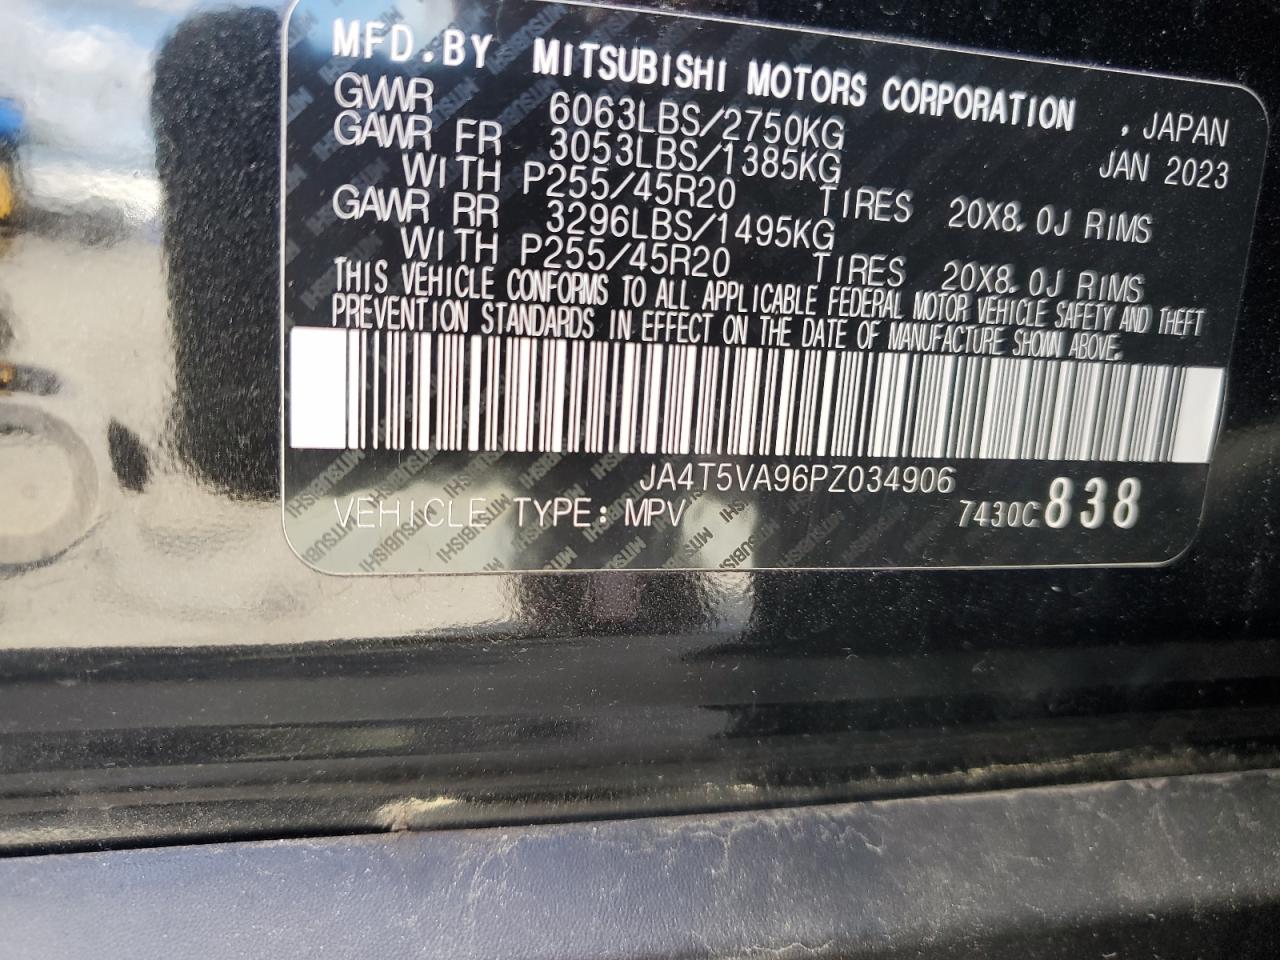 MFD.BY MITSUBISHI MOTORS CORPORATION , JAPAN
GVWR 6063LBS/2750KG JAN 2023
GAWR FR 3053LBS/1385KG
WITH P255/45R20 TIRES 20X8.0J RIMS
GAWR RR 3296LBS/1495KG
WITH P255/45R20 TIRES 20X8.0J RIMS
THIS VEHICLE CONFORMS TO ALL APPLICABLE FEDERAL MOTOR VEHICLE SAFETY AND THEFT
PREVENTION STANDARDS IN EFFECT ON THE DATE OF MANUFACTURE SHOWN ABOVE.
JA4T5VA96PZ034906
VEHICLE TYPE: MPV 7430C 838